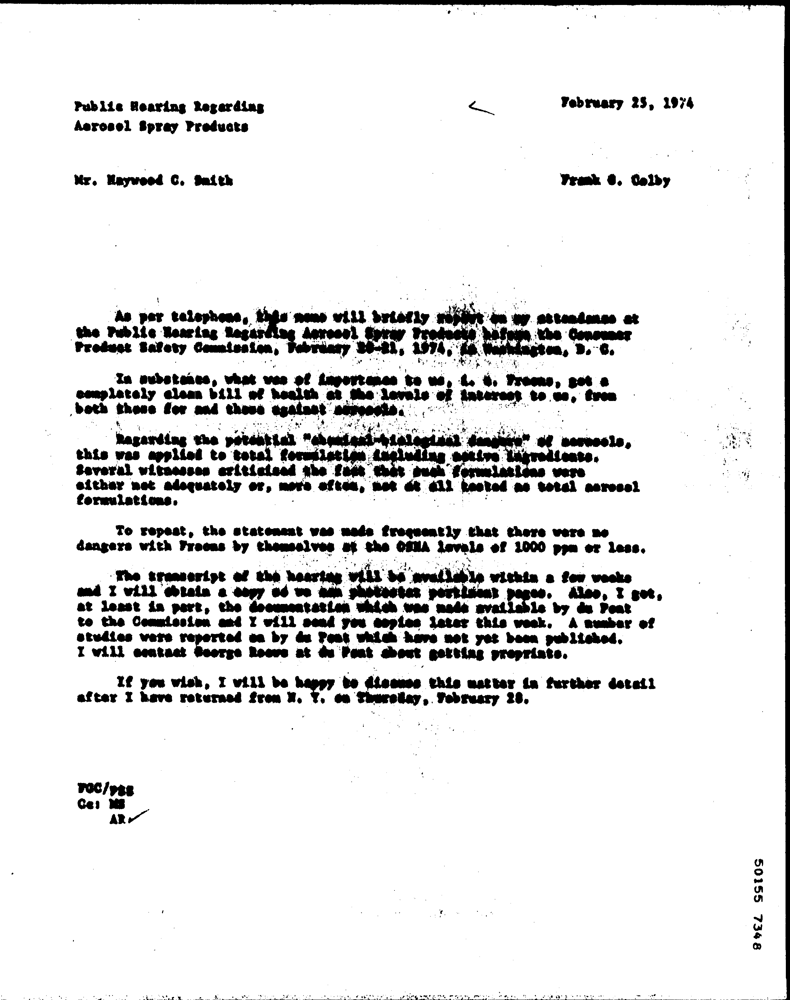 Public Hearing Regarding
February 25, 1974
Aerosol Spray Products
Mr. Haywood C. Smith
Frank G. Colby
As per telephone, this memo will briefly report on my attendance at
the Public Hearing Regarding Aerosol Spray Products before the Consumer
Product Safety Commission, February 20-21, 1974, in Washington, D. C.
In substance, what was of importance to us, i. e. Freons, got a
completely clean bill of health at the levels of interest to us, from
both those for and those against aerosols.
Regarding the potential "chemical-biological dangers" of aerosols,
this was applied to total formulation including active ingredients.
Several witnesses criticized the fact that such formulations were
either not adequately or, more often, not at all tested as total aerosol
formulations.
To repeat, the statement was made frequently that there were no
dangers with Freons by themselves at the OSHA levels of 1000 ppm or less.
The transcript of the hearing will be available within a few weeks
and I will obtain a copy so we can photostat pertinent pages. Also, I got,
at least in part, the documentation which was made available by du Pont
to the Commission and I will send you copies later this week. A number of
studies were reported on by du Pont which have not yet been published.
I will contact George Reeve at du Pont about getting preprints.
If you wish, I will be happy to discuss this matter in further detail
after I have returned from N. Y. on Thursday, February 28.
FGC/pgg
Cc: MS
AR
50155 7348